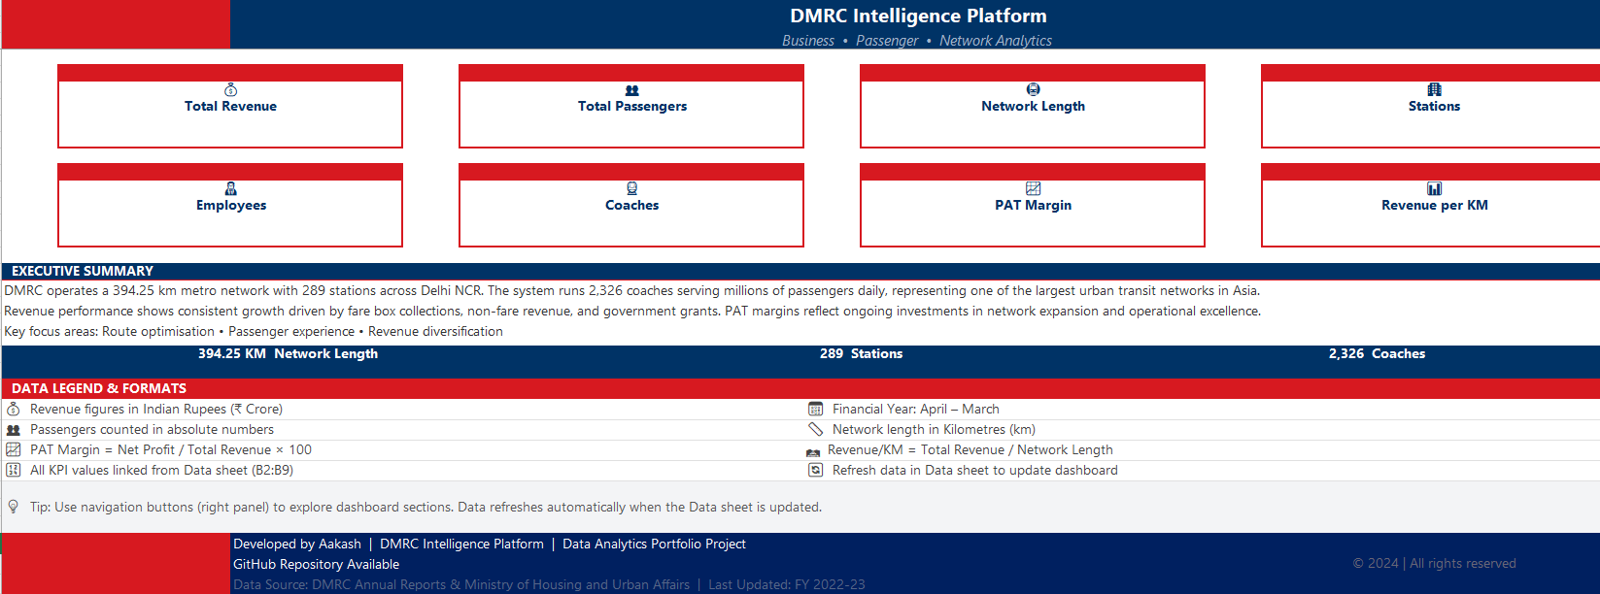 DMRC Intelligence Platform
Business • Passenger • Network Analytics
Total Revenue
Total Passengers
Network Length
Stations
Employees
Coaches
PAT Margin
Revenue per KM
EXECUTIVE SUMMARY
DMRC operates a 394.25 km metro network with 289 stations across Delhi NCR. The system runs 2,326 coaches serving millions of passengers daily, representing one of the largest urban transit networks in Asia.
Revenue performance shows consistent growth driven by fare box collections, non-fare revenue, and government grants. PAT margins reflect ongoing investments in network expansion and operational excellence.
Key focus areas: Route optimisation • Passenger experience • Revenue diversification
394.25 KM Network Length
289 Stations
2,326 Coaches
DATA LEGEND & FORMATS
Revenue figures in Indian Rupees (₹ Crore)
Financial Year: April – March
Passengers counted in absolute numbers
Network length in Kilometres (km)
PAT Margin = Net Profit / Total Revenue × 100
Revenue/KM = Total Revenue / Network Length
All KPI values linked from Data sheet (B2:B9)
Refresh data in Data sheet to update dashboard
Tip: Use navigation buttons (right panel) to explore dashboard sections. Data refreshes automatically when the Data sheet is updated.
Developed by Aakash | DMRC Intelligence Platform | Data Analytics Portfolio Project
GitHub Repository Available
© 2024 | All rights reserved
Data Source: DMRC Annual Reports & Ministry of Housing and Urban Affairs | Last Updated: FY 2022-23